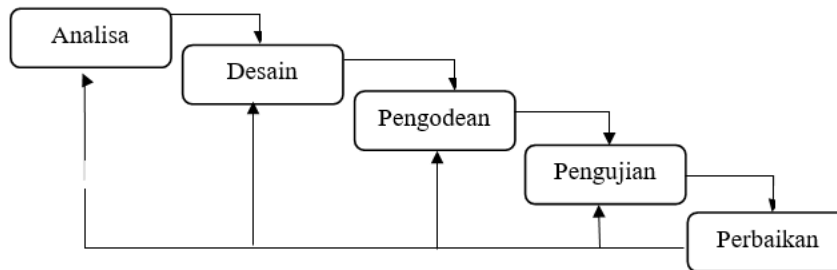 Analisa
Desain
Pengodean
Pengujian
Perbaikan